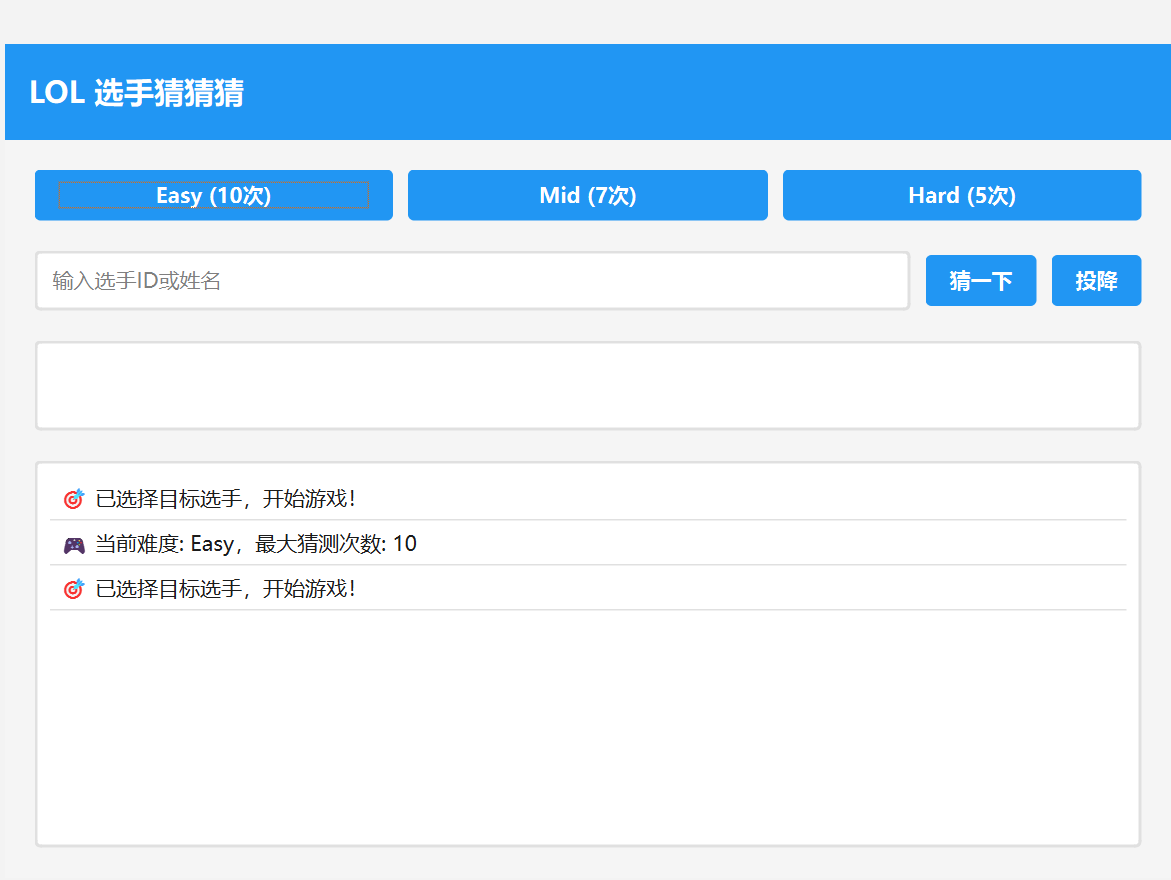 LOL 选手猜猜猜
Easy (10次)
Mid (7次)
Hard (5次)
输入选手ID或姓名
猜一下
投降
🎯 已选择目标选手，开始游戏！
🎮 当前难度: Easy，最大猜测次数: 10
🎯 已选择目标选手，开始游戏！